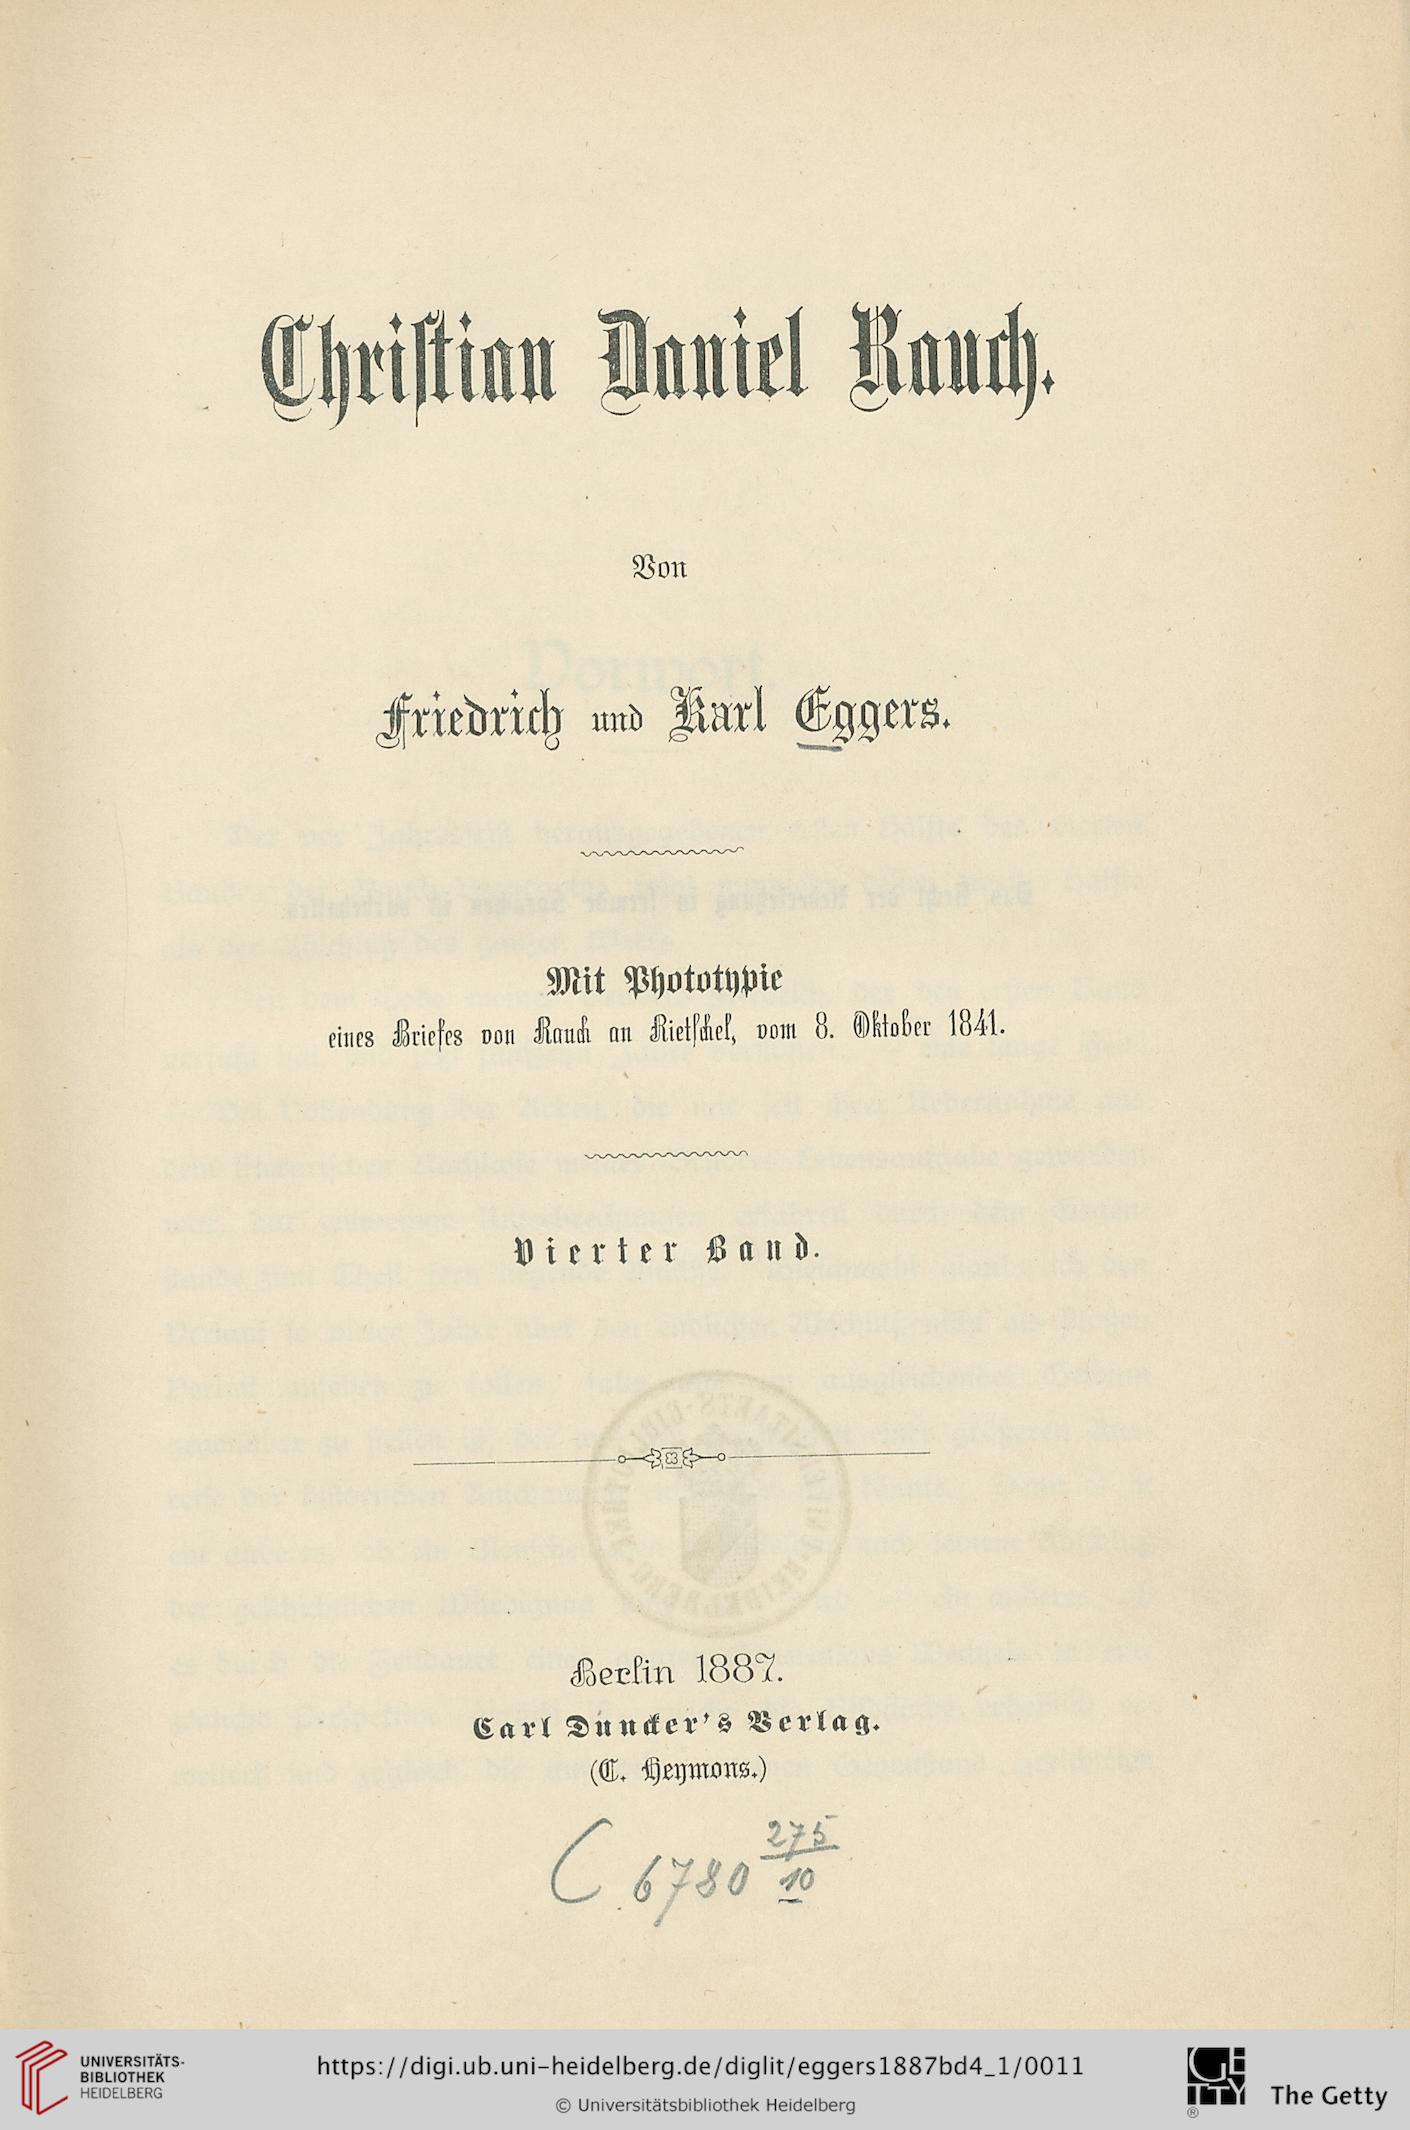 Christian Daniel Rauch.
Von
Friedrich und Karl Eggers.
Mit Phototypie
eines Briefes von Rauch an Rietschel, vom 8. Oktober 1841.
Vierter Band.
Berlin 1887.
Carl Duncker's Verlag.
(C. Heymons.)
C 6780 275/10
UNIVERSITÄTS-
BIBLIOTHEK
HEIDELBERG
https://digi.ub.uni-heidelberg.de/diglit/eggers1887bd4_1/0011
© Universitätsbibliothek Heidelberg
GETTY
®
The Getty